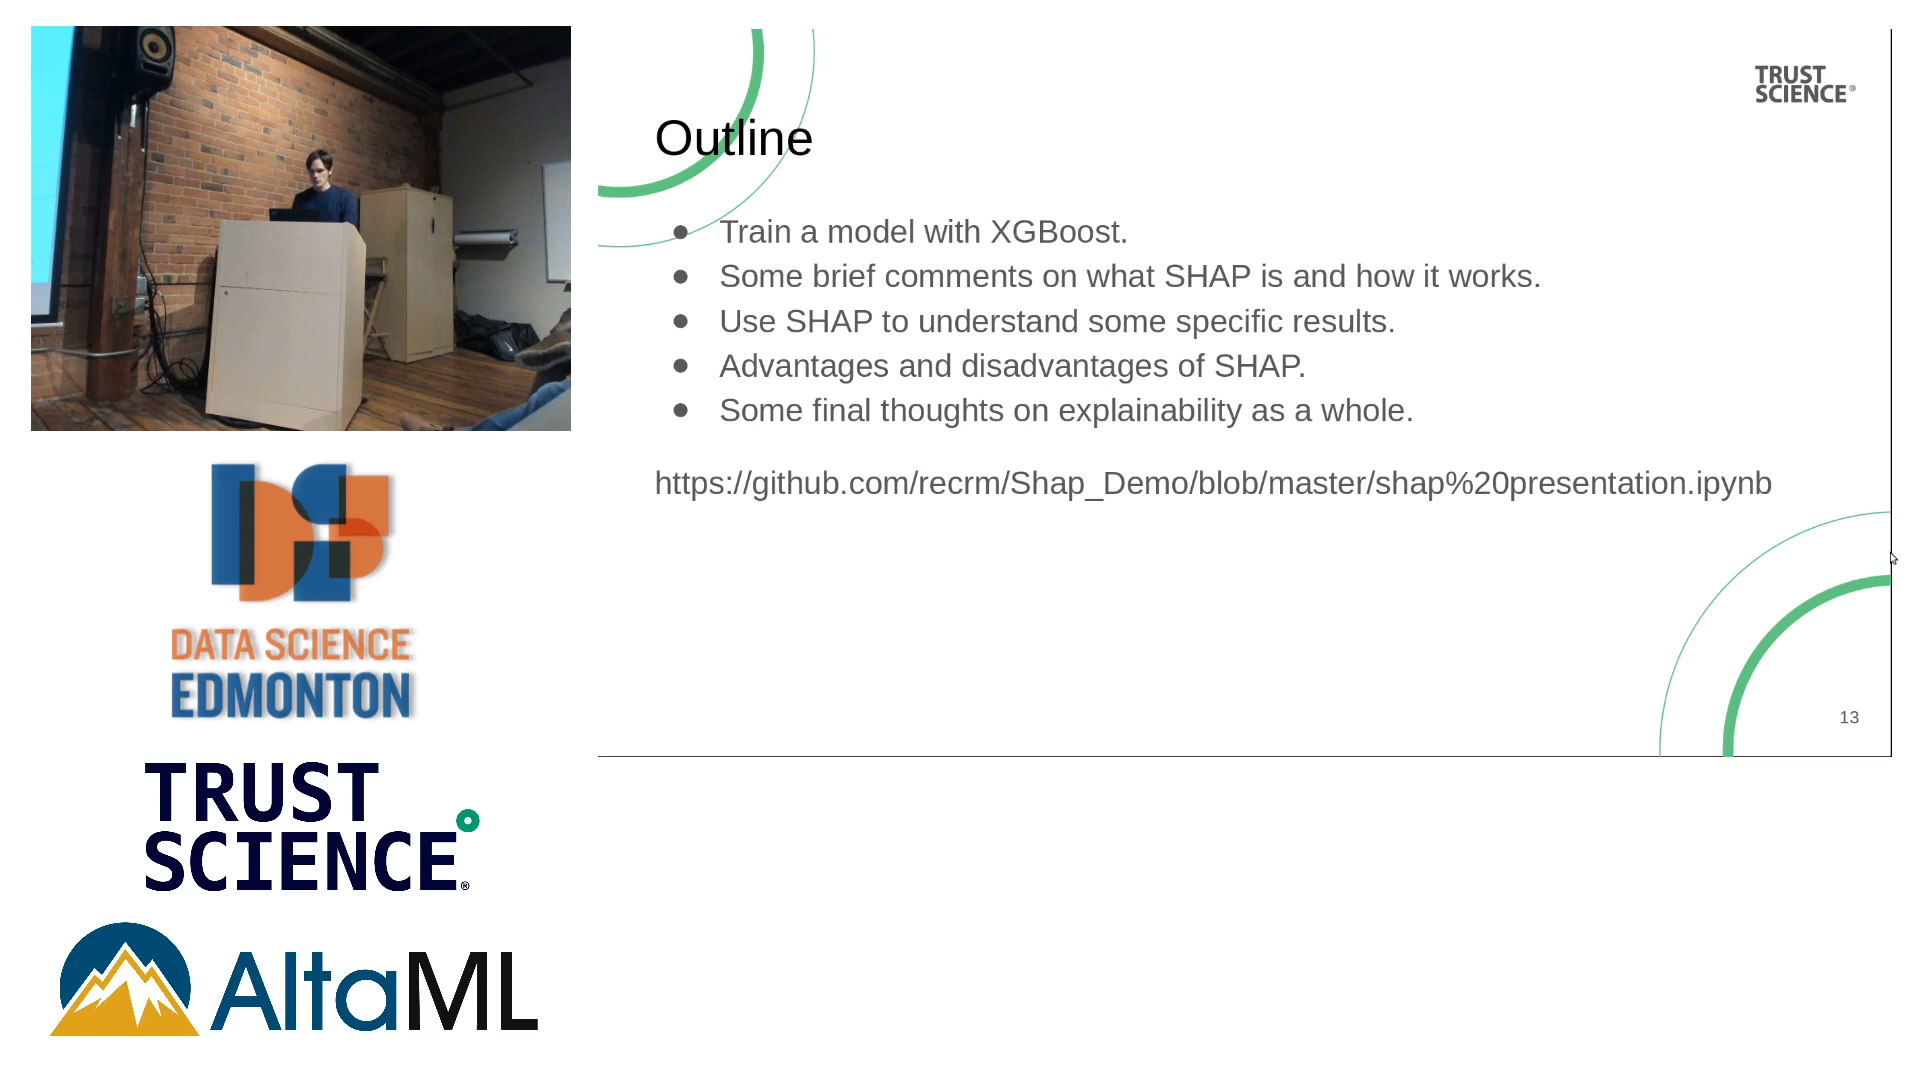 TRUST
SCIENCE®
Outline
● Train a model with XGBoost.
● Some brief comments on what SHAP is and how it works.
● Use SHAP to understand some specific results.
● Advantages and disadvantages of SHAP.
● Some final thoughts on explainability as a whole.
https://github.com/recrm/Shap_Demo/blob/master/shap%20presentation.ipynb
13
DATA SCIENCE
EDMONTON
TRUST
SCIENCE®
AltaML